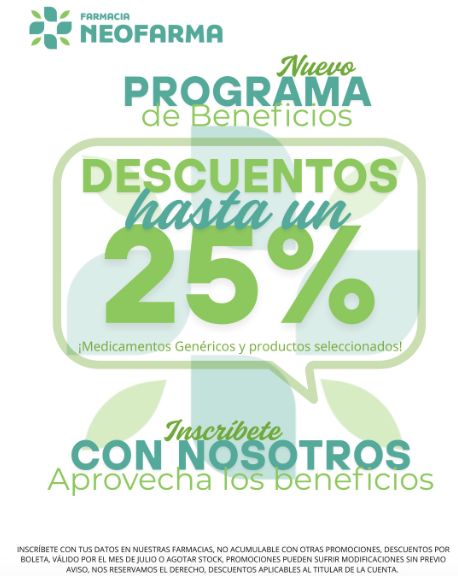 FARMACIA
NEOFARMA
Nuevo
PROGRAMA
de Beneficios
DESCUENTOS
hasta un
25%
¡Medicamentos Genéricos y productos seleccionados!
Inscríbete
CON NOSOTROS
Aprovecha los beneficios
INSCRÍBETE CON TUS DATOS EN NUESTRAS FARMACIAS, NO ACUMULABLE CON OTRAS PROMOCIONES, DESCUENTOS POR
BOLETA, VÁLIDO POR EL MES DE JULIO O AGOTAR STOCK, PROMOCIONES PUEDEN SUFRIR MODIFICACIONES SIN PREVIO
AVISO, NOS RESERVAMOS EL DERECHO, DESCUENTOS APLICABLES AL TITULAR DE LA CUENTA.